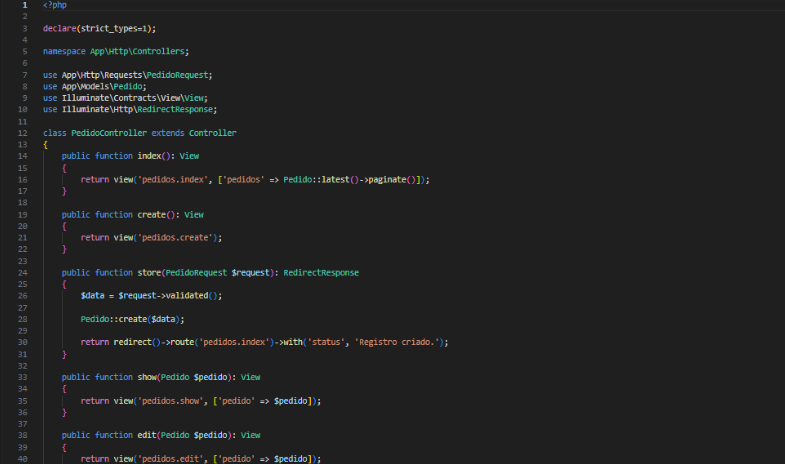 1 <?php
2
3 declare(strict_types=1);
4
5 namespace App\Http\Controllers;
6
7 use App\Http\Requests\PedidoRequest;
8 use App\Models\Pedido;
9 use Illuminate\Contracts\View\View;
10 use Illuminate\Http\RedirectResponse;
11
12 class PedidoController extends Controller
13 {
14     public function index(): View
15     {
16         return view('pedidos.index', ['pedidos' => Pedido::latest()->paginate()]);
17     }
18
19     public function create(): View
20     {
21         return view('pedidos.create');
22     }
23
24     public function store(PedidoRequest $request): RedirectResponse
25     {
26         $data = $request->validated();
27
28         Pedido::create($data);
29
30         return redirect()->route('pedidos.index')->with('status', 'Registro criado.');
31     }
32
33     public function show(Pedido $pedido): View
34     {
35         return view('pedidos.show', ['pedido' => $pedido]);
36     }
37
38     public function edit(Pedido $pedido): View
39     {
40         return view('pedidos.edit', ['pedido' => $pedido]);